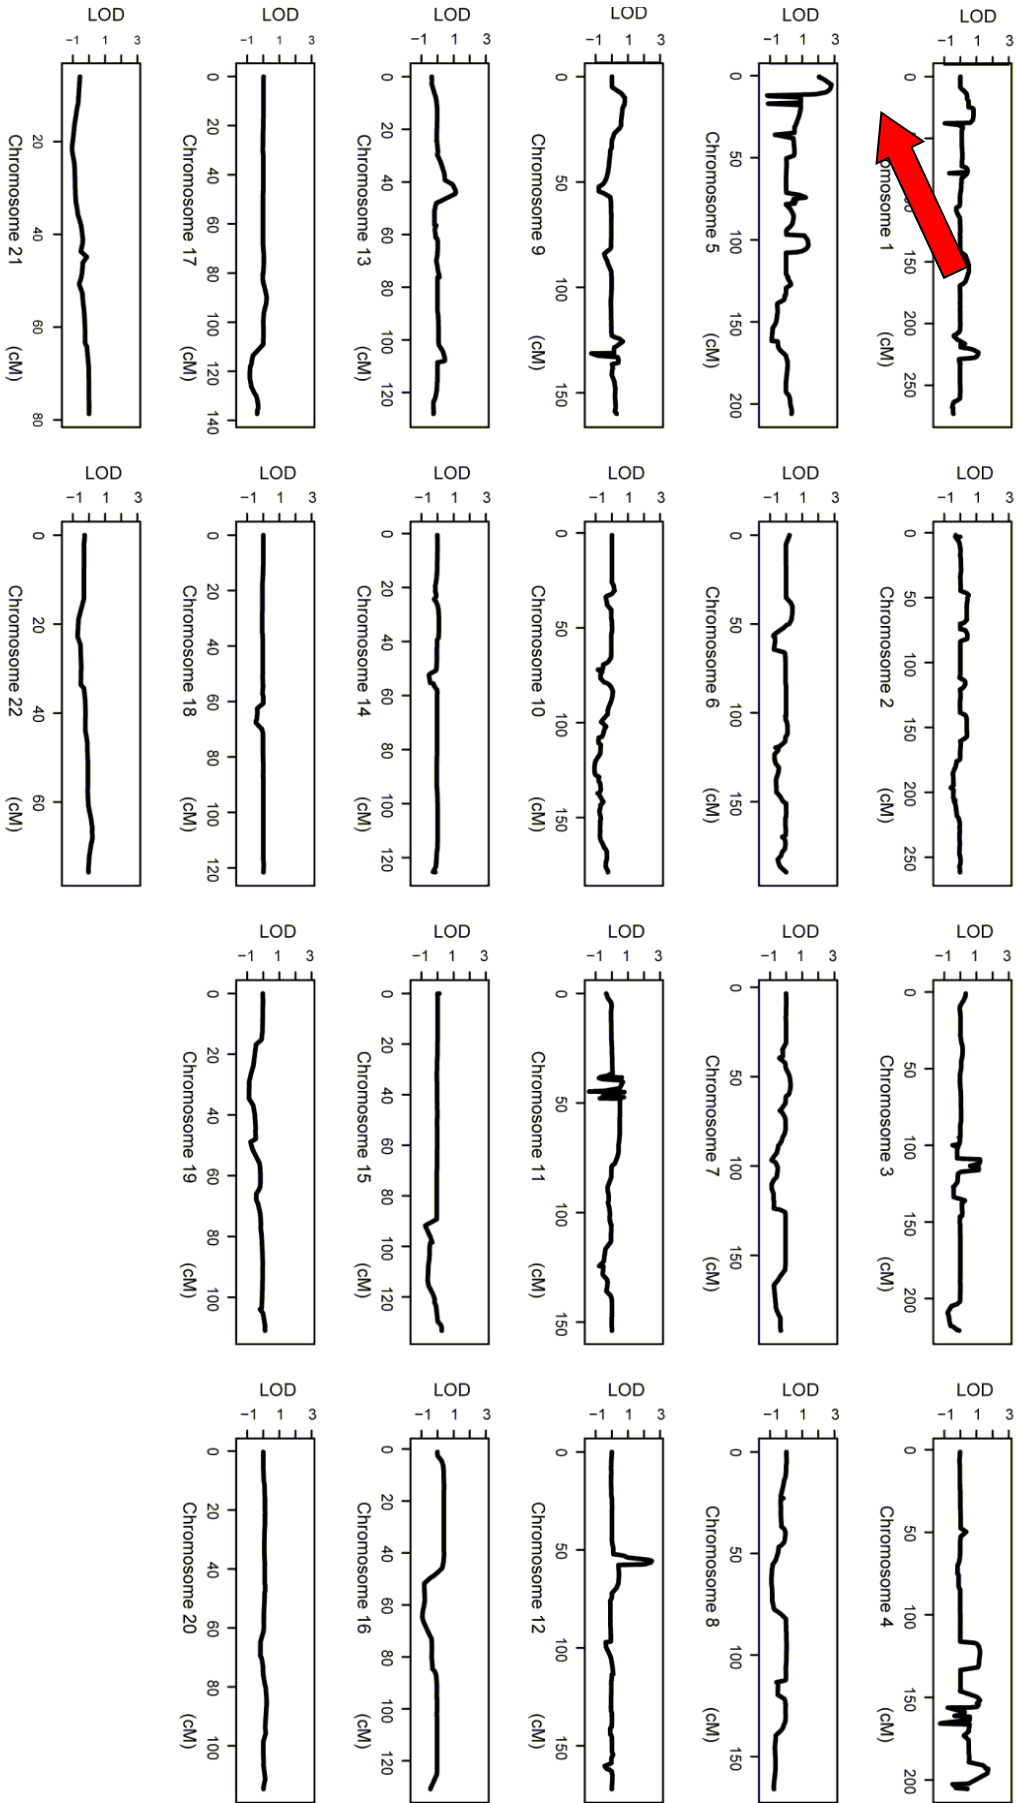 LOD
−1 1 3
0 150 200 250
omosome 1
LOD
−1 1 3
0 50 100 150 200 250
Chromosome 2 (cM)
LOD
−1 1 3
0 50 100 150 200
Chromosome 3 (cM)
LOD
−1 1 3
0 50 100 150 200
Chromosome 4 (cM)
LOD
−1 1 3
0 50 100 150 200
Chromosome 5 (cM)
LOD
−1 1 3
0 50 100 150
Chromosome 6 (cM)
LOD
−1 1 3
0 50 100 150
Chromosome 7 (cM)
LOD
−1 1 3
0 50 100 150
Chromosome 8 (cM)
LOD
−1 1 3
0 50 100 150
Chromosome 9 (cM)
LOD
−1 1 3
0 50 100 150
Chromosome 10 (cM)
LOD
−1 1 3
0 50 100 150
Chromosome 11 (cM)
LOD
−1 1 3
0 50 100 150
Chromosome 12 (cM)
LOD
−1 1 3
0 20 40 60 80 100 120
Chromosome 13 (cM)
LOD
−1 1 3
0 20 40 60 80 100 120
Chromosome 14 (cM)
LOD
−1 1 3
0 20 40 60 80 100 120
Chromosome 15 (cM)
LOD
−1 1 3
0 20 40 60 80 100 120
Chromosome 16 (cM)
LOD
−1 1 3
0 20 40 60 80 100 120 140
Chromosome 17 (cM)
LOD
−1 1 3
0 20 40 60 80 100 120
Chromosome 18 (cM)
LOD
−1 1 3
0 20 40 60 80 100
Chromosome 19 (cM)
LOD
−1 1 3
0 20 40 60 80 100
Chromosome 20 (cM)
LOD
−1 1 3
20 40 60 80
Chromosome 21 (cM)
LOD
−1 1 3
0 20 40 60
Chromosome 22 (cM)